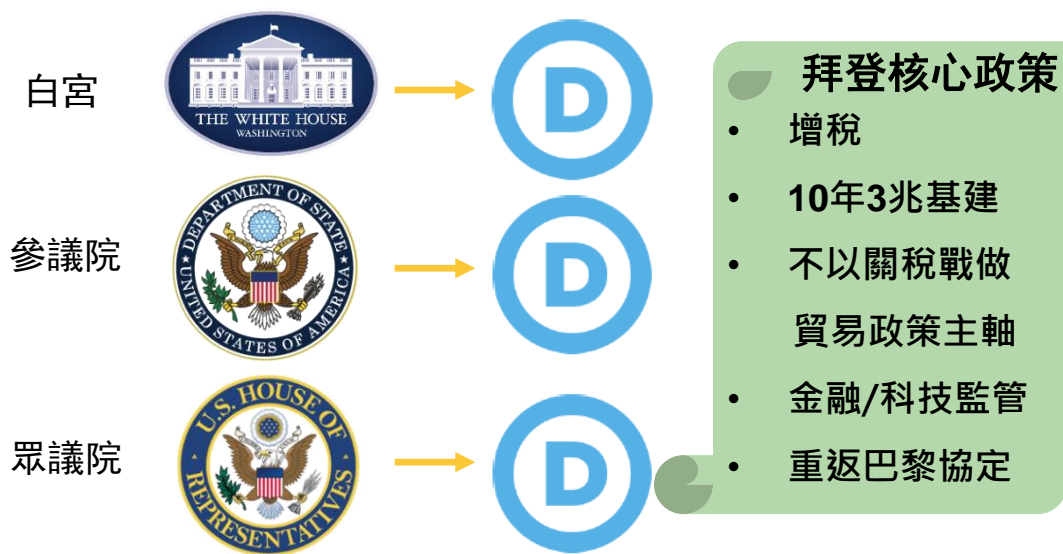 白宮
THE WHITE HOUSE
WASHINGTON
D
參議院
DEPARTMENT OF STATE
UNITED STATES OF AMERICA
D
眾議院
U.S. HOUSE OF
REPRESENTATIVES
D
拜登核心政策
• 增稅
• 10年3兆基建
• 不以關稅戰做
貿易政策主軸
• 金融/科技監管
• 重返巴黎協定